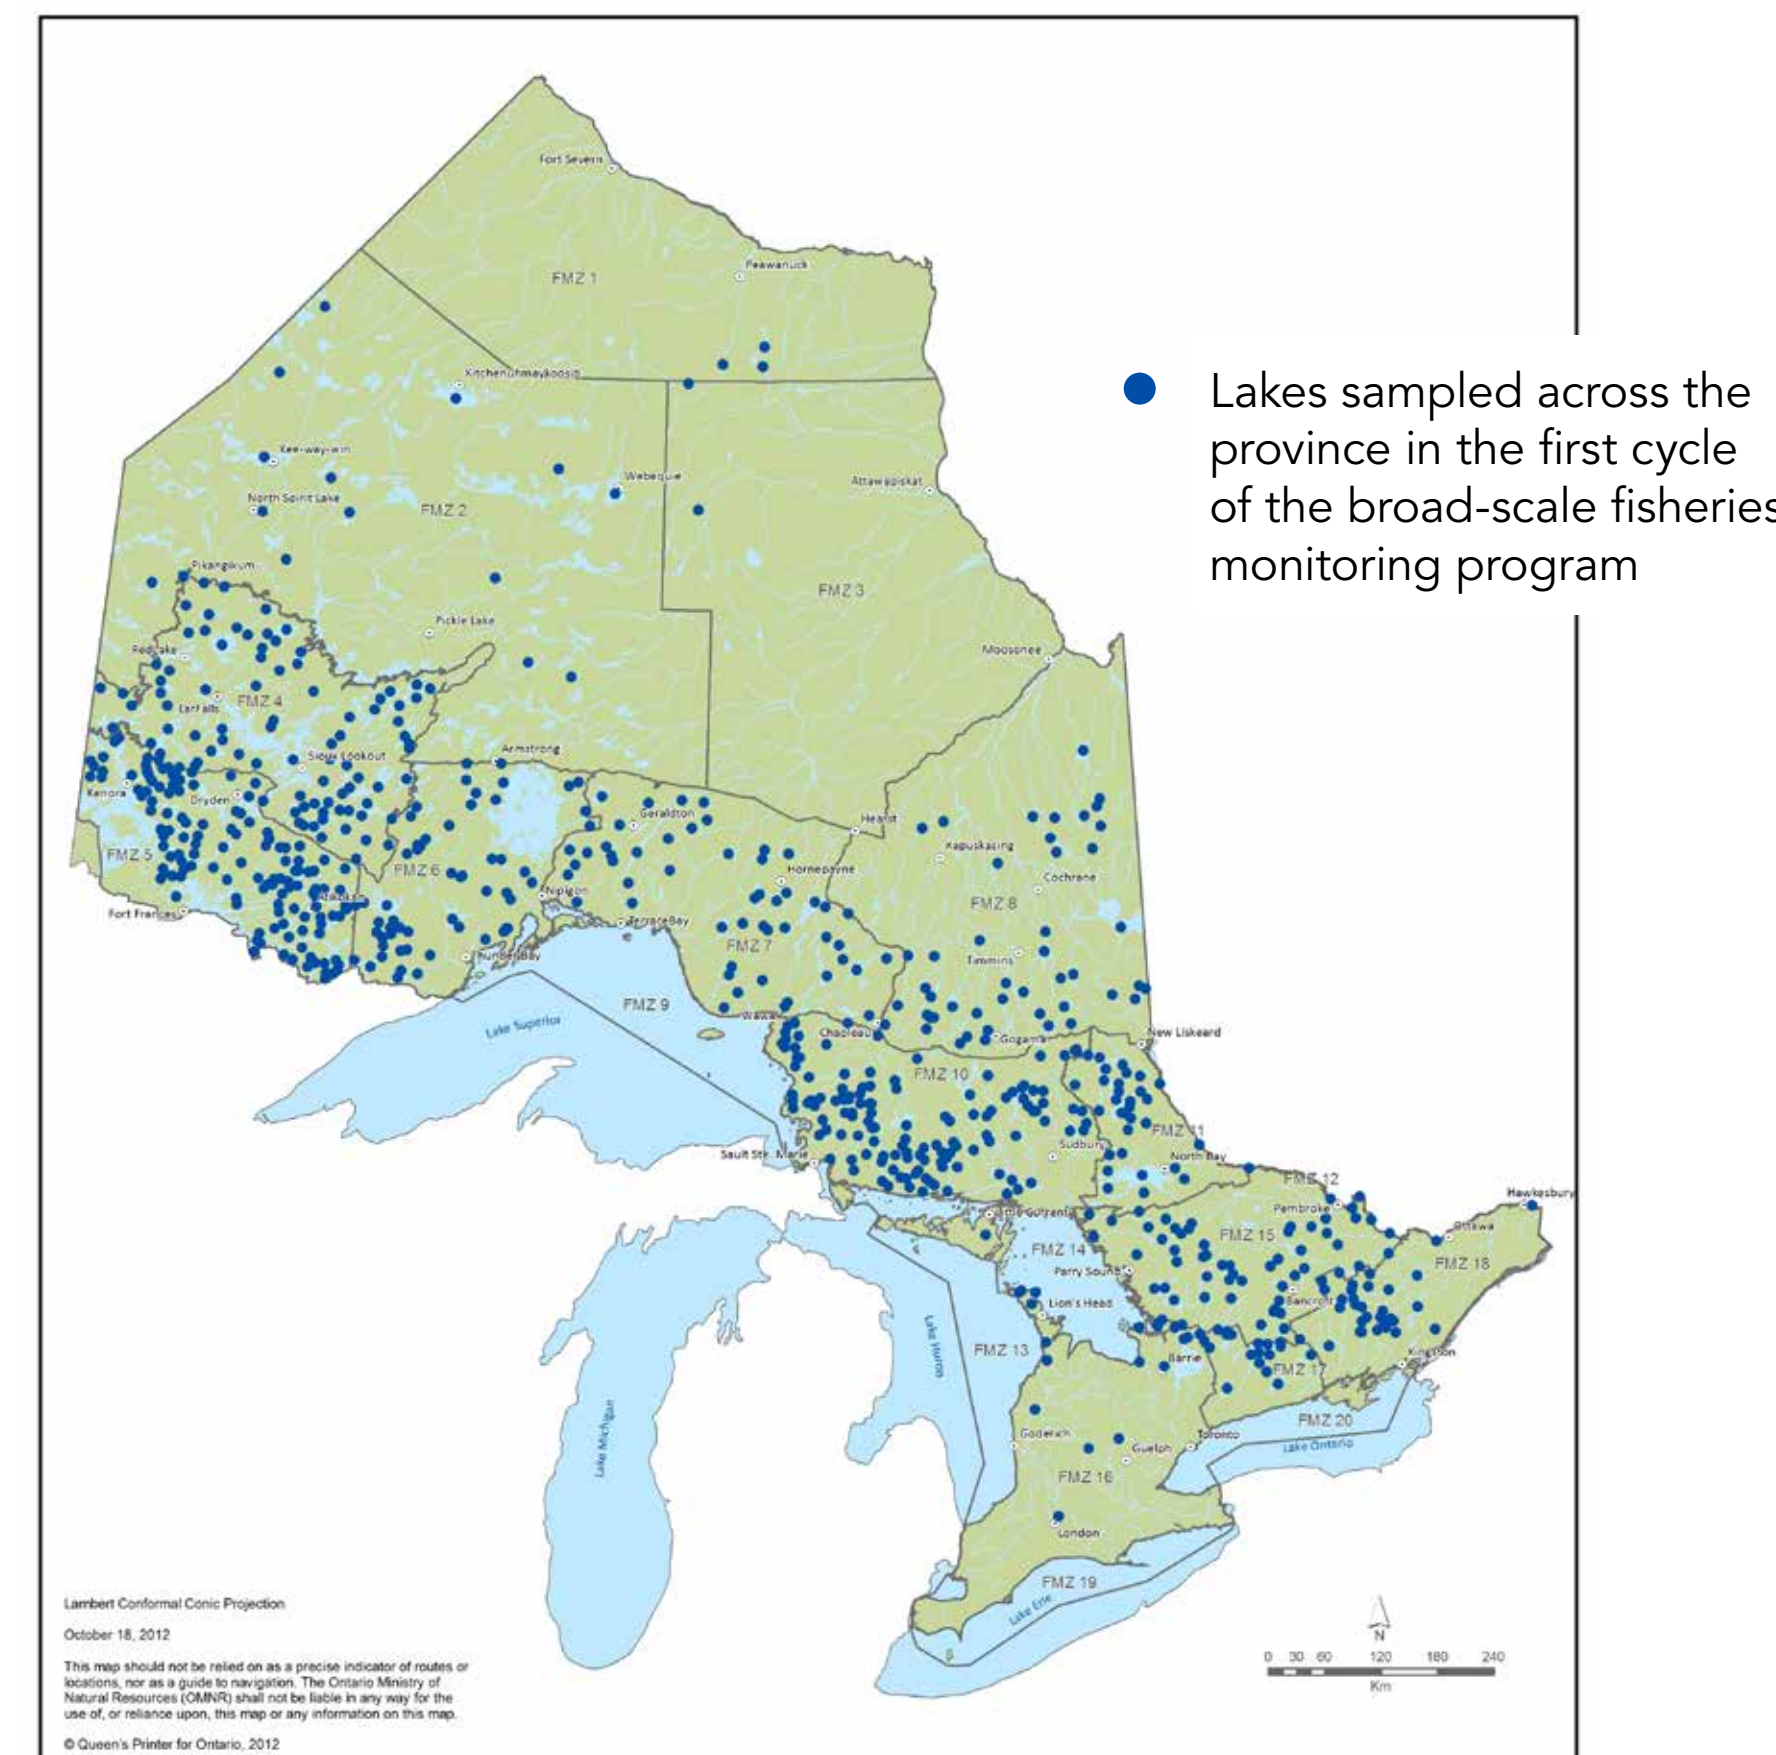 Fort Severn
Peawanuck
FMZ 1
Kitchenuhmaykoosib
Kee-way-win
Webequie
Attawapiskat
North Spirit Lake
FMZ 2
Pikangikum
FMZ 3
Pickle Lake
Moosonee
Red Lake
FMZ 4
Ear Falls
Sioux Lookout
Armstrong
Kenora
Dryden
Geraldton
Hearst
Kapuskasing
FMZ 5
FMZ 6
Hornepayne
Cochrane
Nipigon
Atikokan
FMZ 8
Fort Frances
Terrace Bay
FMZ 7
Thunder Bay
Timmins
FMZ 9
Wawa
Lake Superior
Chapleau
Gogama
New Liskeard
FMZ 10
FMZ 11
Sudbury
Sault Ste. Marie
North Bay
FMZ 12
Hawkesbury
Pembroke
Little Current
Ottawa
FMZ 15
FMZ 14
FMZ 18
Parry Sound
Bancroft
Lion's Head
Lake Huron
FMZ 13
Barrie
Kingston
FMZ 17
FMZ 20
Lake Michigan
Goderich
Guelph
Toronto
Lake Ontario
FMZ 16
London
FMZ 19
Lake Erie
Lakes sampled across the
province in the first cycle
of the broad-scale fisheries
monitoring program
Lambert Conformal Conic Projection
October 18, 2012
This map should not be relied on as a precise indicator of routes or
locations, nor as a guide to navigation. The Ontario Ministry of
Natural Resources (OMNR) shall not be liable in any way for the
use of, or reliance upon, this map or any information on this map.
© Queen's Printer for Ontario, 2012
N
0 30 60 120 180 240
Km